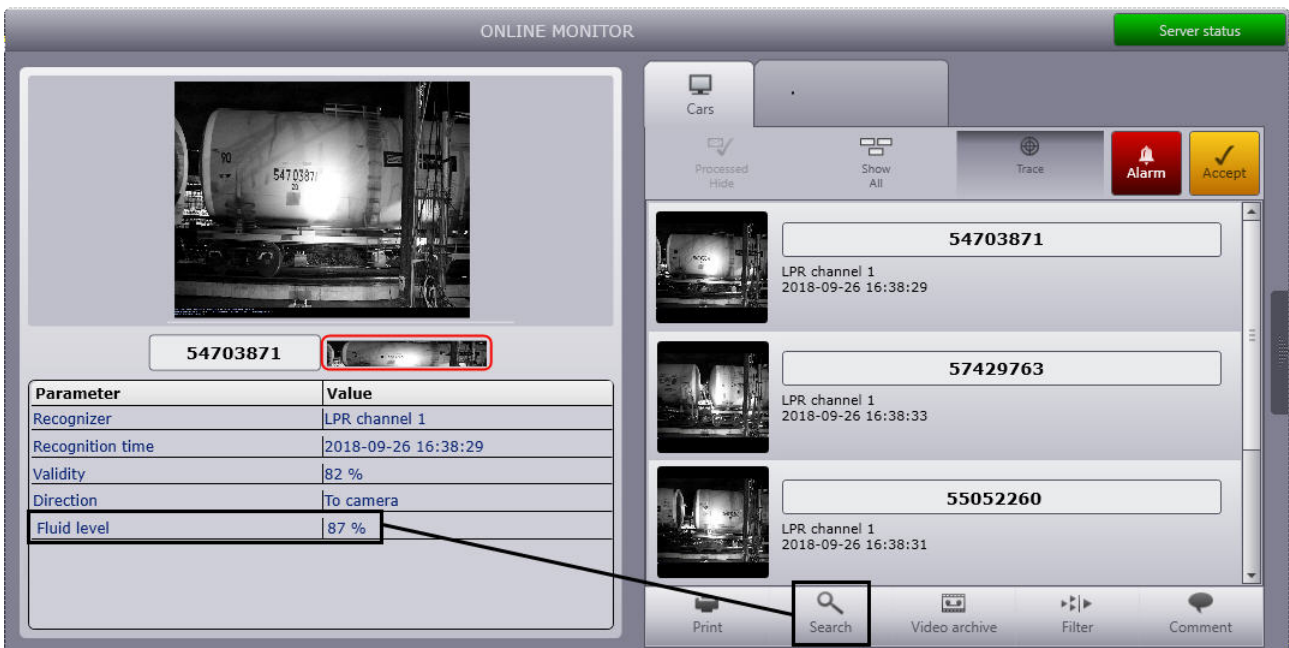 ONLINE MONITOR
Server status
90
54703871
20
54703871
Parameter Value
Recognizer LPR channel 1
Recognition time 2018-09-26 16:38:29
Validity 82 %
Direction To camera
Fluid level 87 %
Cars
.
Processed
Hide
Show
All
Trace
Alarm
Accept
54703871
LPR channel 1
2018-09-26 16:38:29
57429763
LPR channel 1
2018-09-26 16:38:33
55052260
LPR channel 1
2018-09-26 16:38:31
Print
Search
Video archive
Filter
Comment